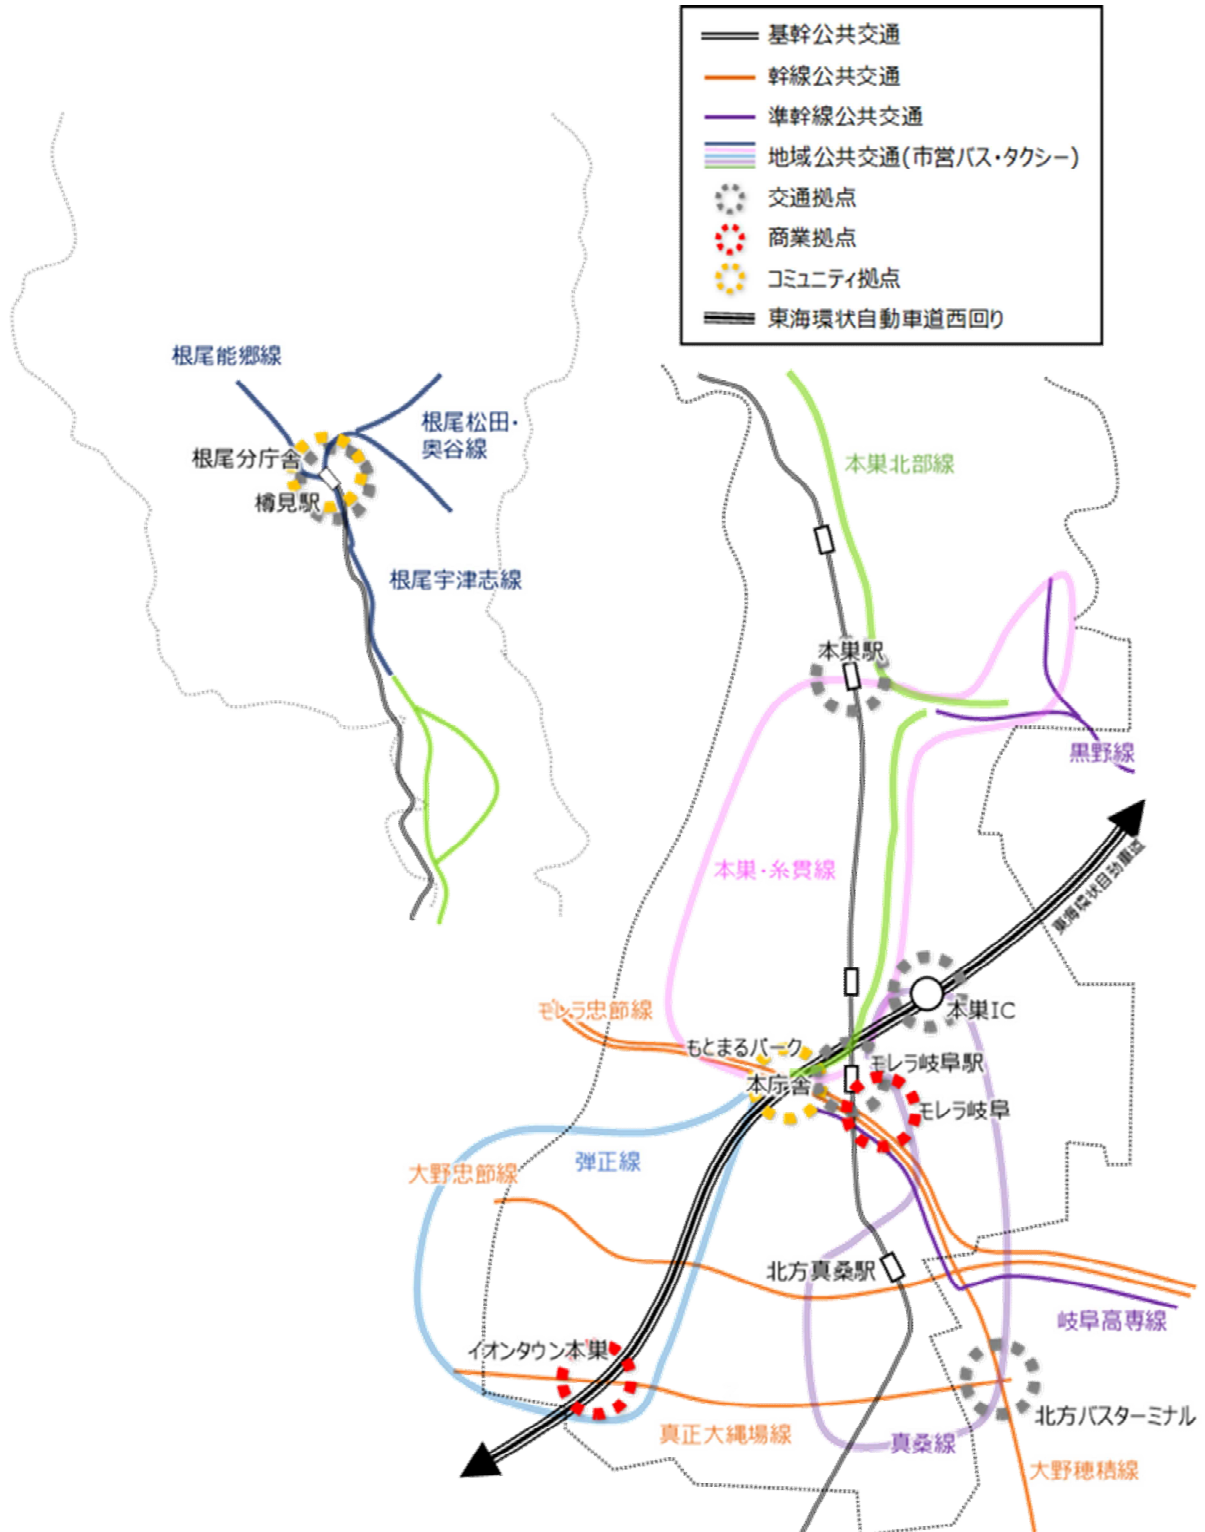 基幹公共交通
幹線公共交通
準幹線公共交通
地域公共交通(市営バス・タクシー)
交通拠点
商業拠点
コミュニティ拠点
東海環状自動車道西回り
根尾能郷線
根尾松田・
奥谷線
根尾分庁舎
樽見駅
根尾宇津志線
本巣北部線
本巣駅
黒野線
本巣・糸貫線
東海環状自動車道
モレラ忠節線
本巣IC
もとまるパーク
モレラ岐阜駅
本庁舎
モレラ岐阜
弾正線
大野忠節線
北方真桑駅
岐阜高専線
イオンタウン本巣
北方バスターミナル
真正大縄場線
真桑線
大野穂積線